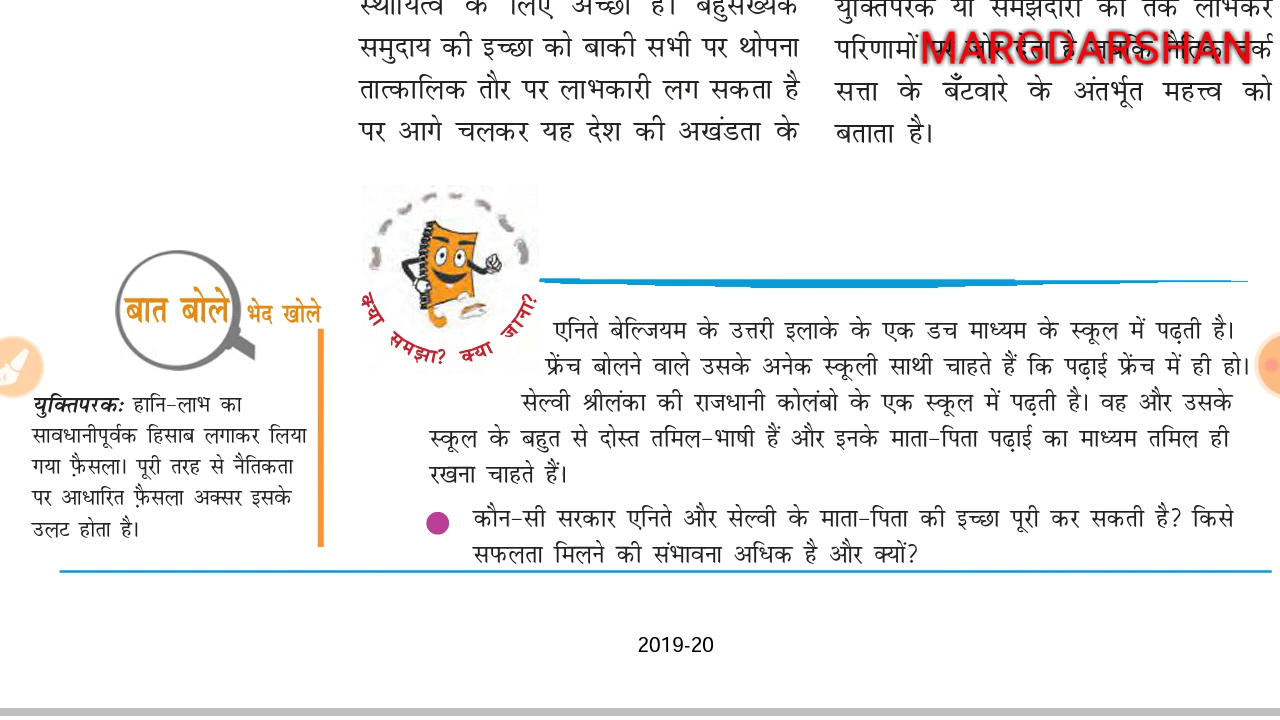 स्थायित्व के लिए अच्छा है। बहुसंख्यक
समुदाय की इच्छा को बाकी सभी पर थोपना
तात्कालिक तौर पर लाभकारी लग सकता है
पर आगे चलकर यह देश की अखंडता के
युक्तिपरक या समझदारी का तर्क लाभकर
परिणामों पर जोर देता है जबकि नैतिक तर्क
सत्ता के बँटवारे के अंतर्भूत महत्त्व को
बताता है।
MARGDARSHAN
बात बोले भेद खोले
युक्तिपरकः हानि-लाभ का
सावधानीपूर्वक हिसाब लगाकर लिया
गया फ़ैसला। पूरी तरह से नैतिकता
पर आधारित फ़ैसला अक्सर इसके
उलट होता है।
क्या समझा? क्या जाना?
एनिते बेल्जियम के उत्तरी इलाके के एक डच माध्यम के स्कूल में पढ़ती है।
फ्रेंच बोलने वाले उसके अनेक स्कूली साथी चाहते हैं कि पढ़ाई फ्रेंच में ही हो।
सेल्वी श्रीलंका की राजधानी कोलंबो के एक स्कूल में पढ़ती है। वह और उसके
स्कूल के बहुत से दोस्त तमिल-भाषी हैं और इनके माता-पिता पढ़ाई का माध्यम तमिल ही
रखना चाहते हैं।
कौन-सी सरकार एनिते और सेल्वी के माता-पिता की इच्छा पूरी कर सकती है? किसे
सफलता मिलने की संभावना अधिक है और क्यों?
2019-20